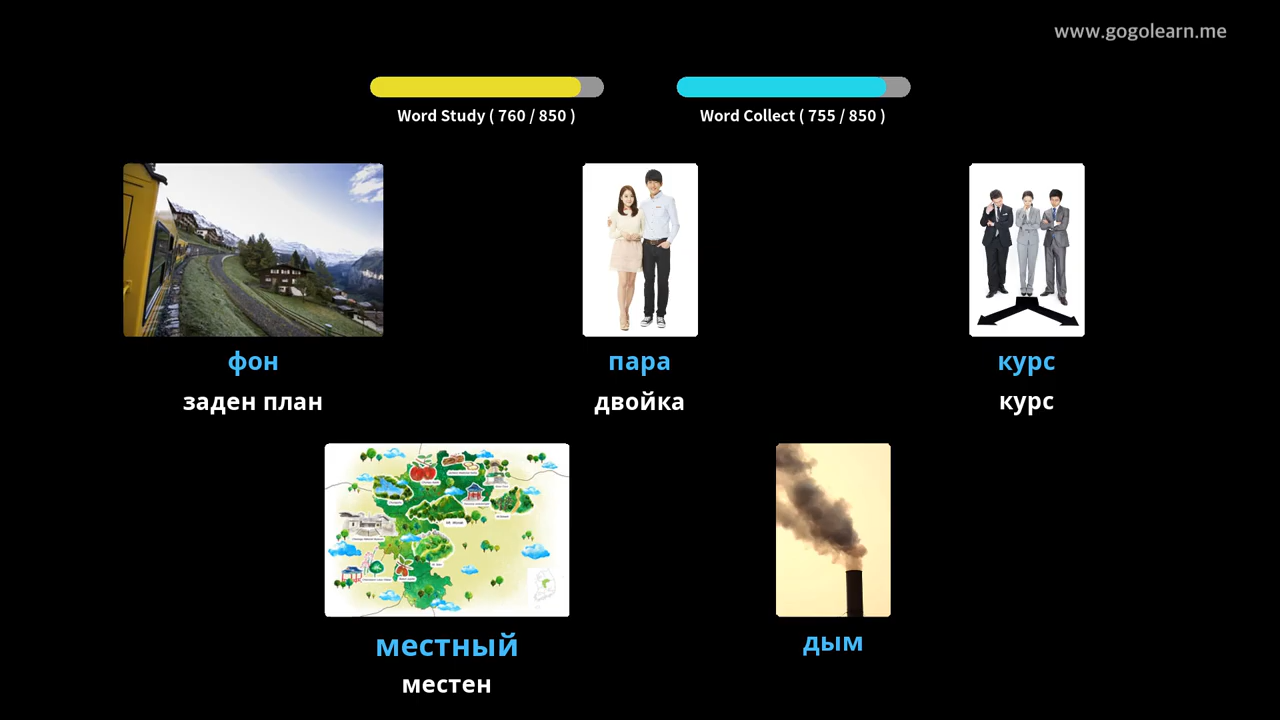 www.gogolearn.me
Word Study ( 760 / 850 )
Word Collect ( 755 / 850 )
фон
пара
курс
заден план
двойка
курс
местный
дым
местен